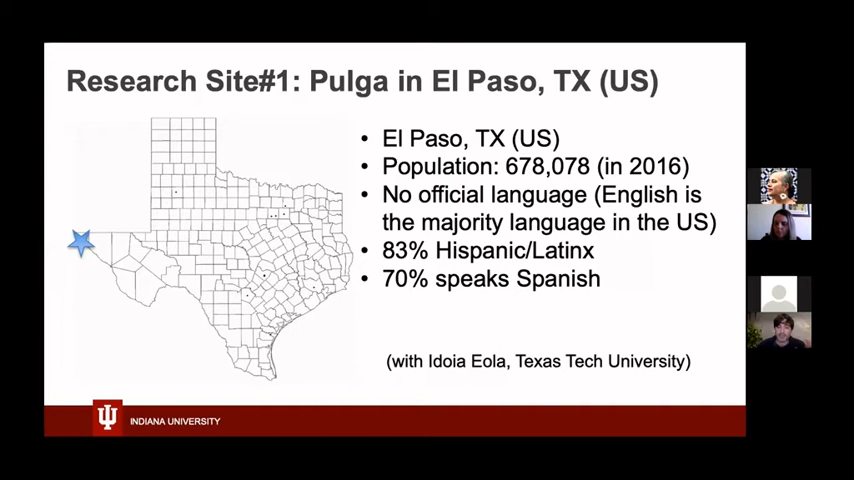 Research Site#1: Pulga in El Paso, TX (US)
• El Paso, TX (US)
• Population: 678,078 (in 2016)
• No official language (English is
the majority language in the US)
• 83% Hispanic/Latinx
• 70% speaks Spanish
(with Idoia Eola, Texas Tech University)
INDIANA UNIVERSITY